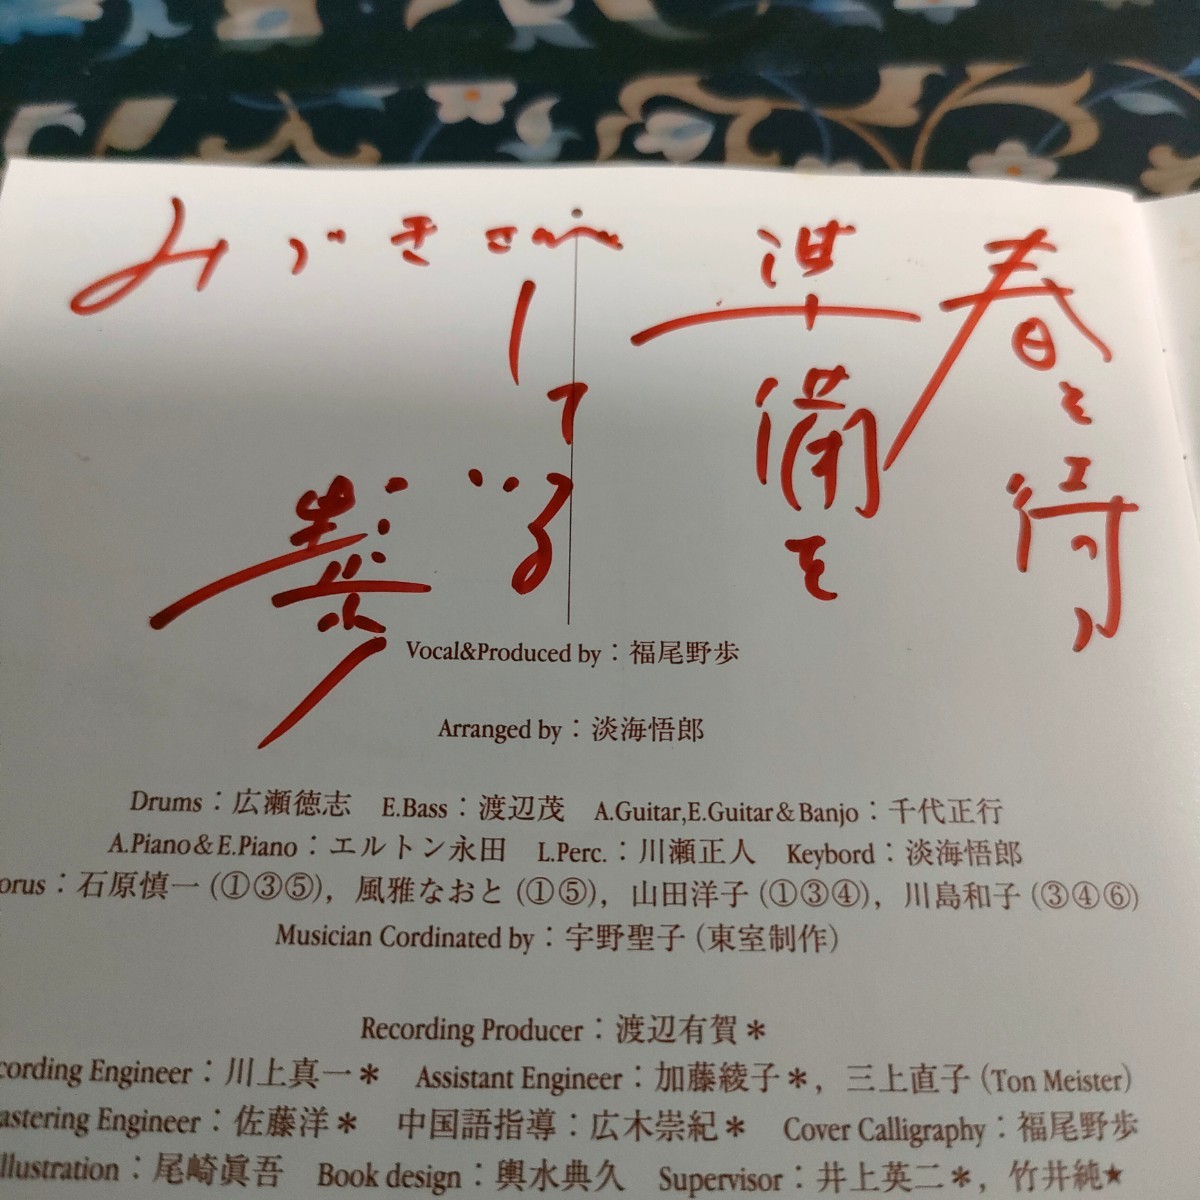 春を待つ
準備を
している
みづきさんへ
歩
Vocal&Produced by：福尾野歩
Arranged by：淡海悟郎
Drums：広瀬徳志 E.Bass：渡辺茂 A.Guitar,E.Guitar＆Banjo：千代正行
A.Piano＆E.Piano：エルトン永田 L.Perc.：川瀬正人 Keybord：淡海悟郎
orus：石原慎一（①③⑤），風雅なおと（①⑤），山田洋子（①③④），川島和子（③④⑥）
Musician Cordinated by：宇野聖子（東室制作）
Recording Producer：渡辺有賀＊
cording Engineer：川上真一＊ Assistant Engineer：加藤綾子＊，三上直子（Ton Meister）
astering Engineer：佐藤洋＊ 中国語指導：広木崇紀＊ Cover Calligraphy：福尾野歩
llustration：尾崎眞吾 Book design：輿水典久 Supervisor：井上英二＊，竹井純★